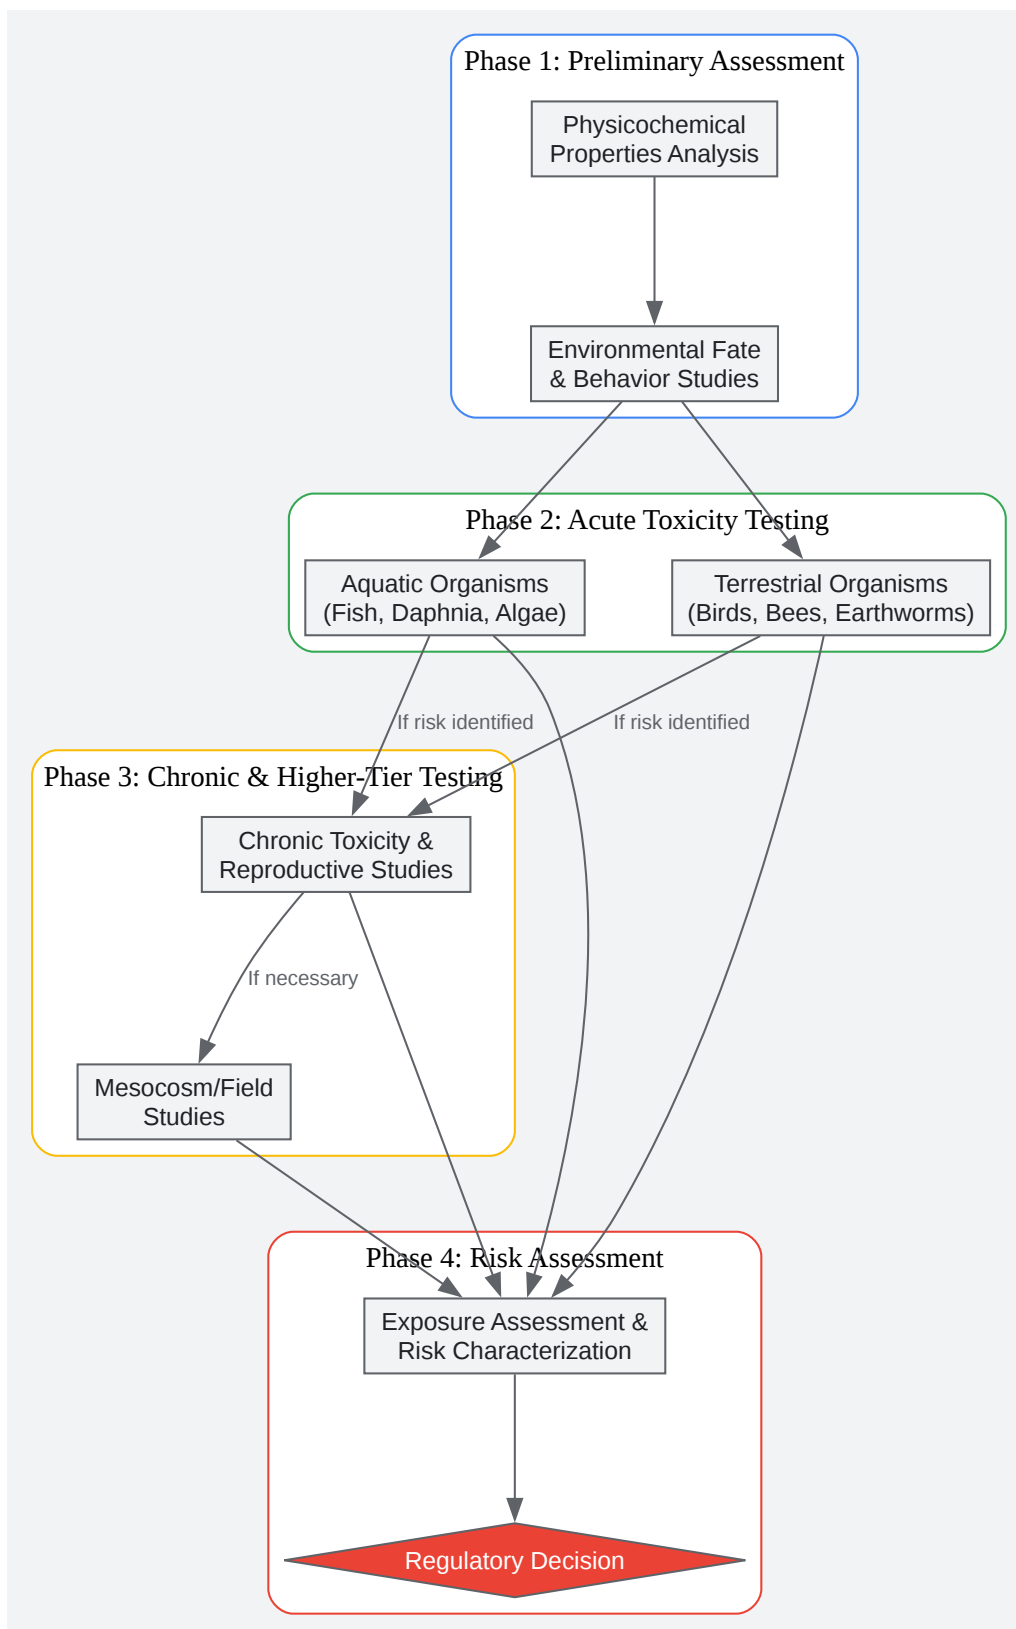 Phase 1: Preliminary Assessment
Physicochemical
Properties Analysis
Environmental Fate
& Behavior Studies
Phase 2: Acute Toxicity Testing
Aquatic Organisms
(Fish, Daphnia, Algae)
Terrestrial Organisms
(Birds, Bees, Earthworms)
If risk identified
If risk identified
Phase 3: Chronic & Higher-Tier Testing
Chronic Toxicity &
Reproductive Studies
If necessary
Mesocosm/Field
Studies
Phase 4: Risk Assessment
Exposure Assessment &
Risk Characterization
Regulatory Decision